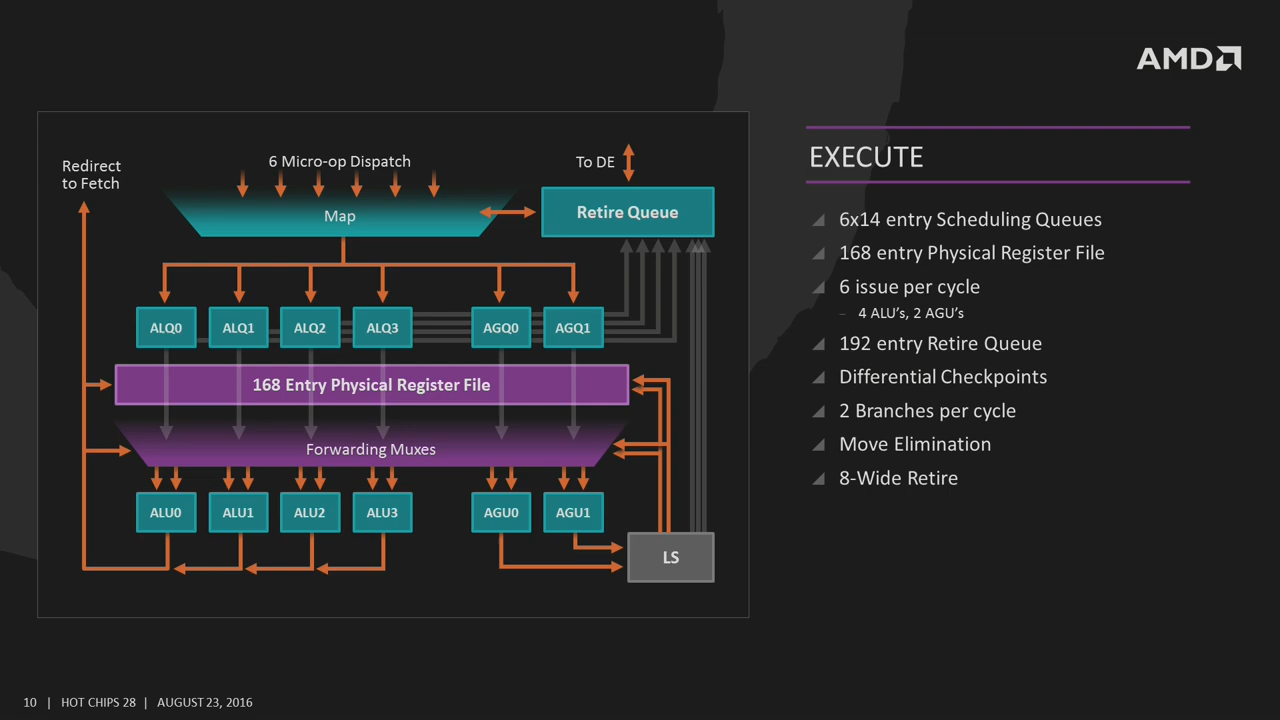 AMD
Redirect
to Fetch
6 Micro-op Dispatch
To DE
Map
Retire Queue
ALQ0
ALQ1
ALQ2
ALQ3
AGQ0
AGQ1
168 Entry Physical Register File
Forwarding Muxes
ALU0
ALU1
ALU2
ALU3
AGU0
AGU1
LS
EXECUTE
6x14 entry Scheduling Queues
168 entry Physical Register File
6 issue per cycle
– 4 ALU's, 2 AGU's
192 entry Retire Queue
Differential Checkpoints
2 Branches per cycle
Move Elimination
8-Wide Retire
10 | HOT CHIPS 28 | AUGUST 23, 2016